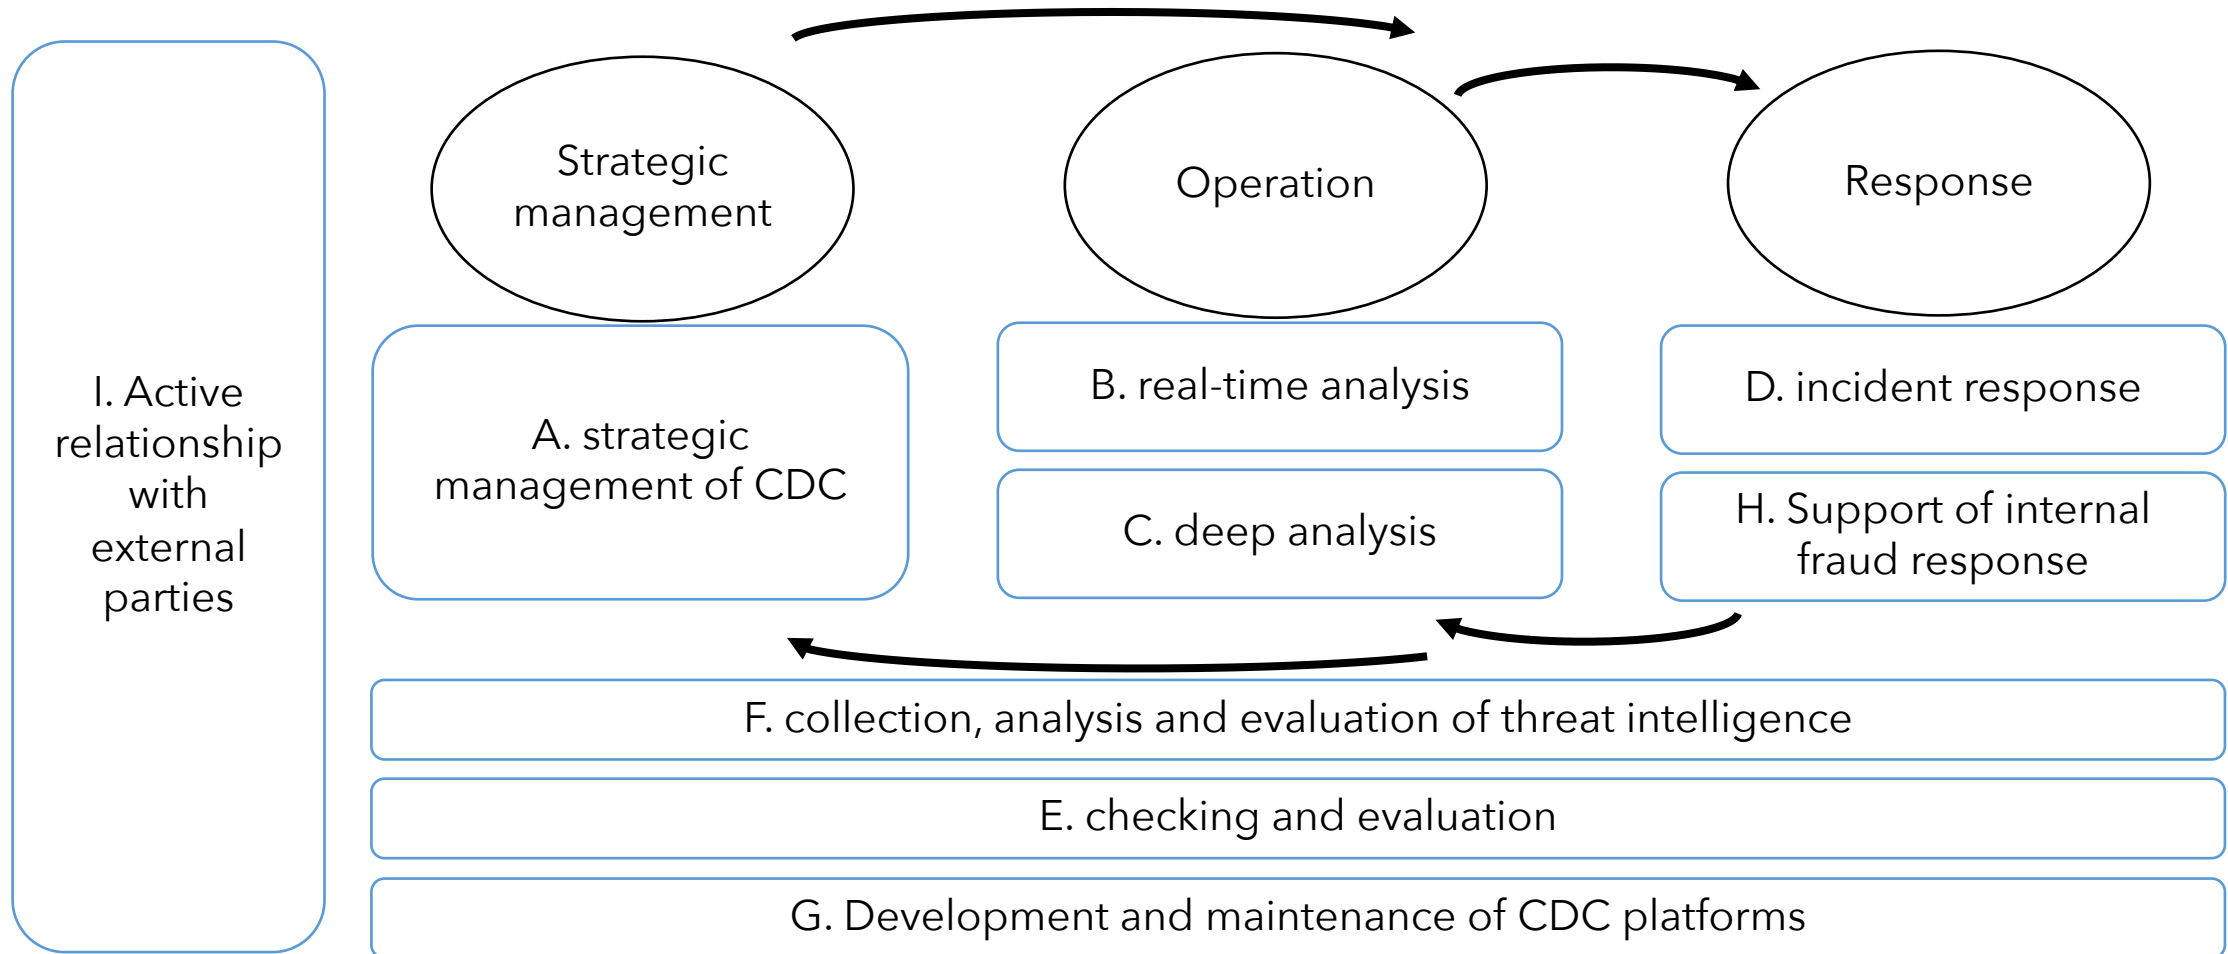 I. Active
relationship
with
external
parties
Strategic
management
Operation
Response
A. strategic
management of CDC
B. real-time analysis
C. deep analysis
D. incident response
H. Support of internal
fraud response
F. collection, analysis and evaluation of threat intelligence
E. checking and evaluation
G. Development and maintenance of CDC platforms